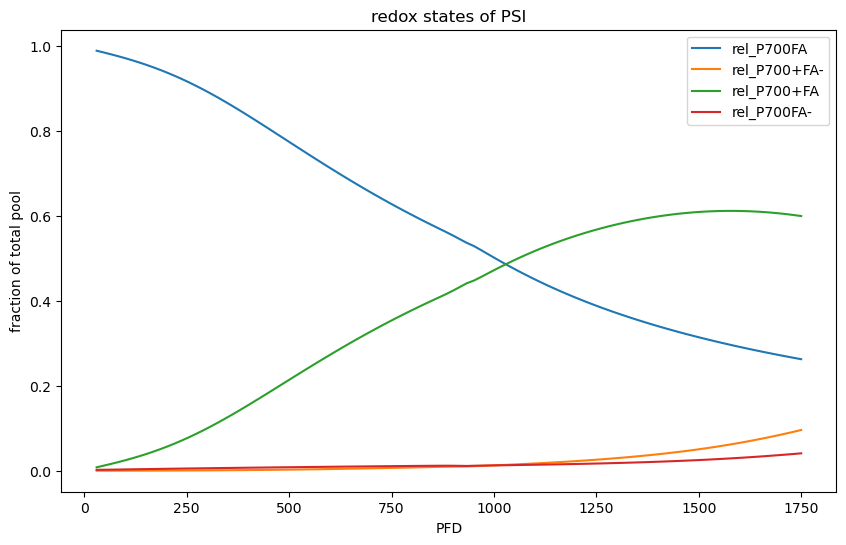 redox states of PSI
rel_P700FA
rel_P700+FA-
rel_P700+FA
rel_P700FA-
fraction of total pool
1.0
0.8
0.6
0.4
0.2
0.0
0 250 500 750 1000 1250 1500 1750
PFD